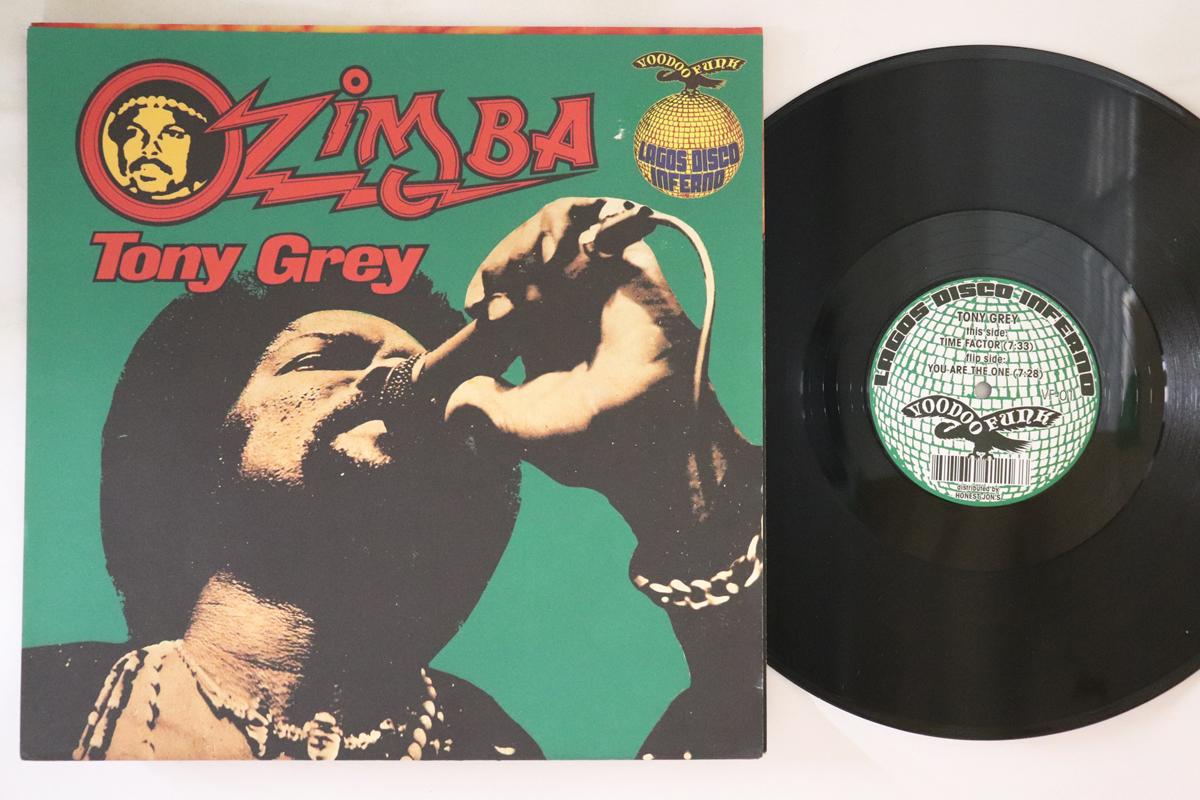 OZIMBA
Tony Grey
VOODOO FUNK
LAGOS DISCO
INFERNO
LAGOS DISCO INFERNO
TONY GREY
this side:
TIME FACTOR (7:33)
flip side:
YOU ARE THE ONE (7:28)
VOODOO FUNK
distributed by
HONEST JON'S